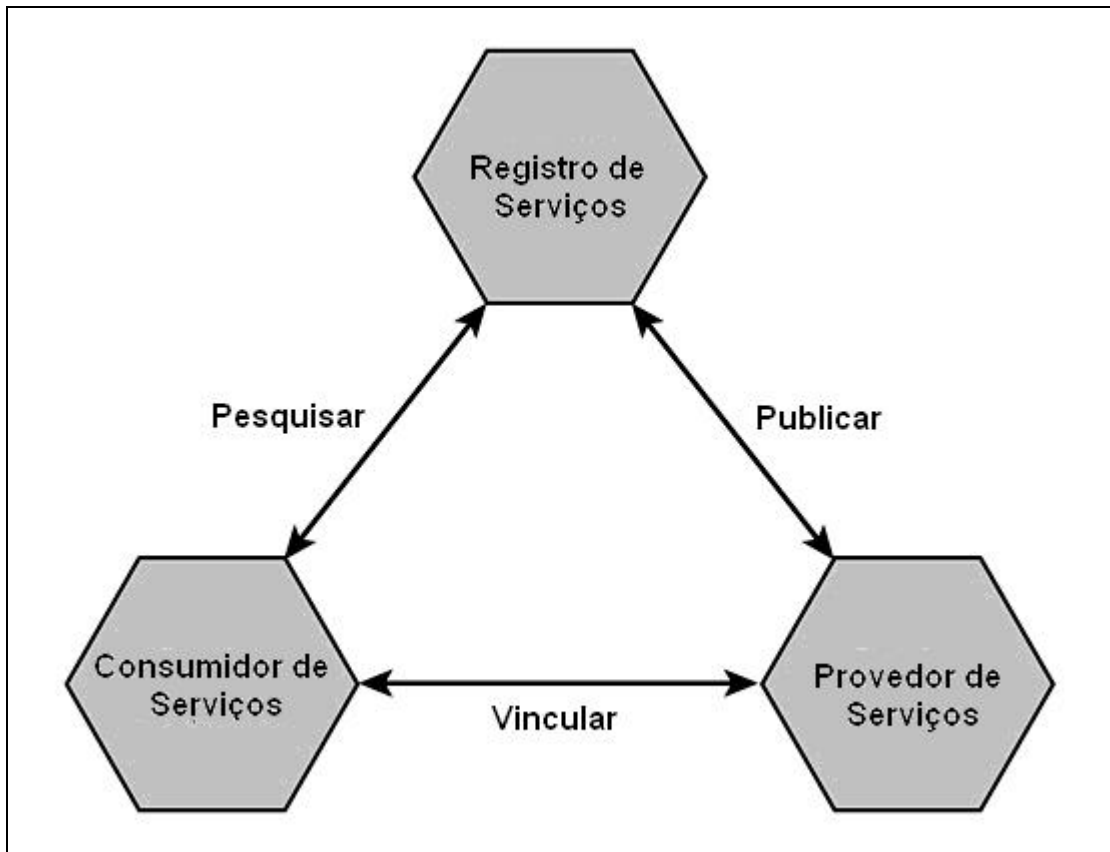 Registro de
Serviços
Pesquisar
Publicar
Consumidor de
Serviços
Vincular
Provedor de
Serviços